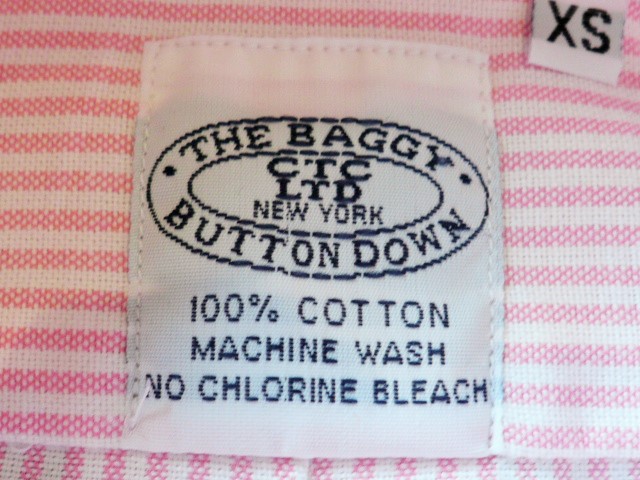 XS
THE BAGGY
CTC
LTD
NEW YORK
BUTTON DOWN
100% COTTON
MACHINE WASH
NO CHLORINE BLEACH